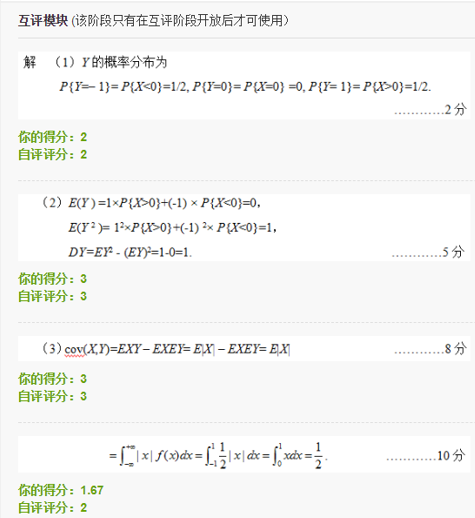 互评模块 (该阶段只有在互评阶段开放后才可使用)
解 （1）Y 的概率分布为
P{Y=– 1}= P{X<0}=1/2, P{Y=0}= P{X=0} =0, P{Y= 1}= P{X>0}=1/2.
…………2 分
你的得分：2
自评评分：2
（2）E(Y ) =1×P{X>0}+(-1) × P{X<0}=0,
E(Y ² )= 1²×P{X>0}+(-1) ²× P{X<0}=1,
DY=EY² - (EY)²=1-0=1. …………5 分
你的得分：3
自评评分：3
（3）cov(X,Y)=EXY – EXEY= E|X| – EXEY= E|X| …………8 分
你的得分：3
自评评分：3
=∫_{-∞}^{+∞} | x | f (x)dx = ∫_{-1}^{1} 1/2 | x | dx = ∫_{0}^{1} xdx = 1/2 . …………10 分
你的得分：1.67
自评评分：2